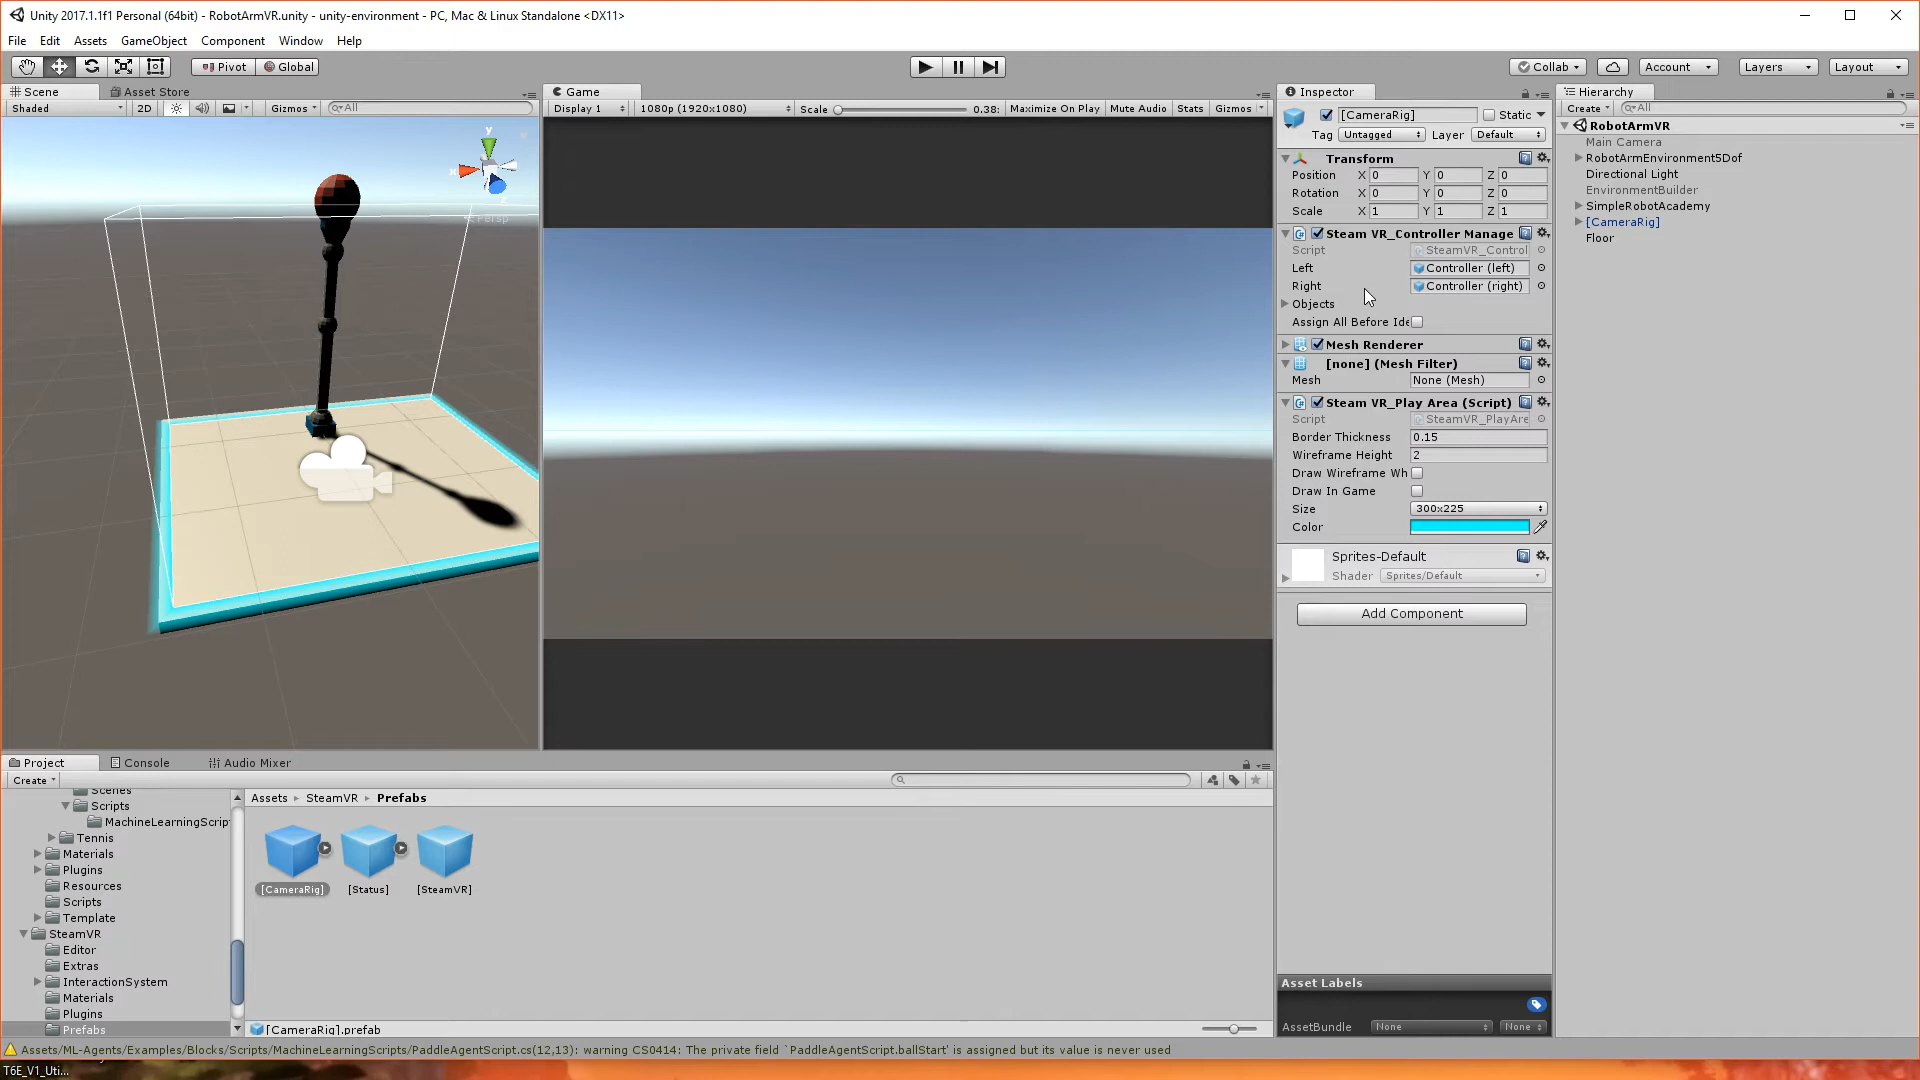 Unity 2017.1.1f1 Personal (64bit) - RobotArmVR.unity - unity-environment - PC, Mac & Linux Standalone <DX11>
File Edit Assets GameObject Component Window Help
Pivot Global Collab Account Layers Layout
Scene Asset Store
Shaded 2D Gizmos All
y
x
z
Persp
Game
Display 1 1080p (1920x1080) Scale 0.38: Maximize On Play Mute Audio Stats Gizmos
Inspector
[CameraRig] Static
Tag Untagged Layer Default
Transform
Position X 0 Y 0 Z 0
Rotation X 0 Y 0 Z 0
Scale X 1 Y 1 Z 1
Steam VR_Controller Manage
Script SteamVR_Control
Left Controller (left)
Right Controller (right)
Objects
Assign All Before Ide
Mesh Renderer
[none] (Mesh Filter)
Mesh None (Mesh)
Steam VR_Play Area (Script)
Script SteamVR_PlayAre
Border Thickness 0.15
Wireframe Height 2
Draw Wireframe Wh
Draw In Game
Size 300x225
Color
Sprites-Default
Shader Sprites/Default
Add Component
Asset Labels
AssetBundle None None
Hierarchy
Create All
RobotArmVR
Main Camera
RobotArmEnvironment5Dof
Directional Light
EnvironmentBuilder
SimpleRobotAcademy
[CameraRig]
Floor
Project Console Audio Mixer
Create
Scenes
Scripts
MachineLearningScrip
Tennis
Materials
Plugins
Resources
Scripts
Template
SteamVR
Editor
Extras
InteractionSystem
Materials
Plugins
Prefabs
Assets SteamVR Prefabs
[CameraRig] [Status] [SteamVR]
[CameraRig].prefab
Assets/ML-Agents/Examples/Blocks/Scripts/MachineLearningScripts/PaddleAgentScript.cs(12,13): warning CS0414: The private field `PaddleAgentScript.ballStart' is assigned but its value is never used
T6E_V1_Uti...